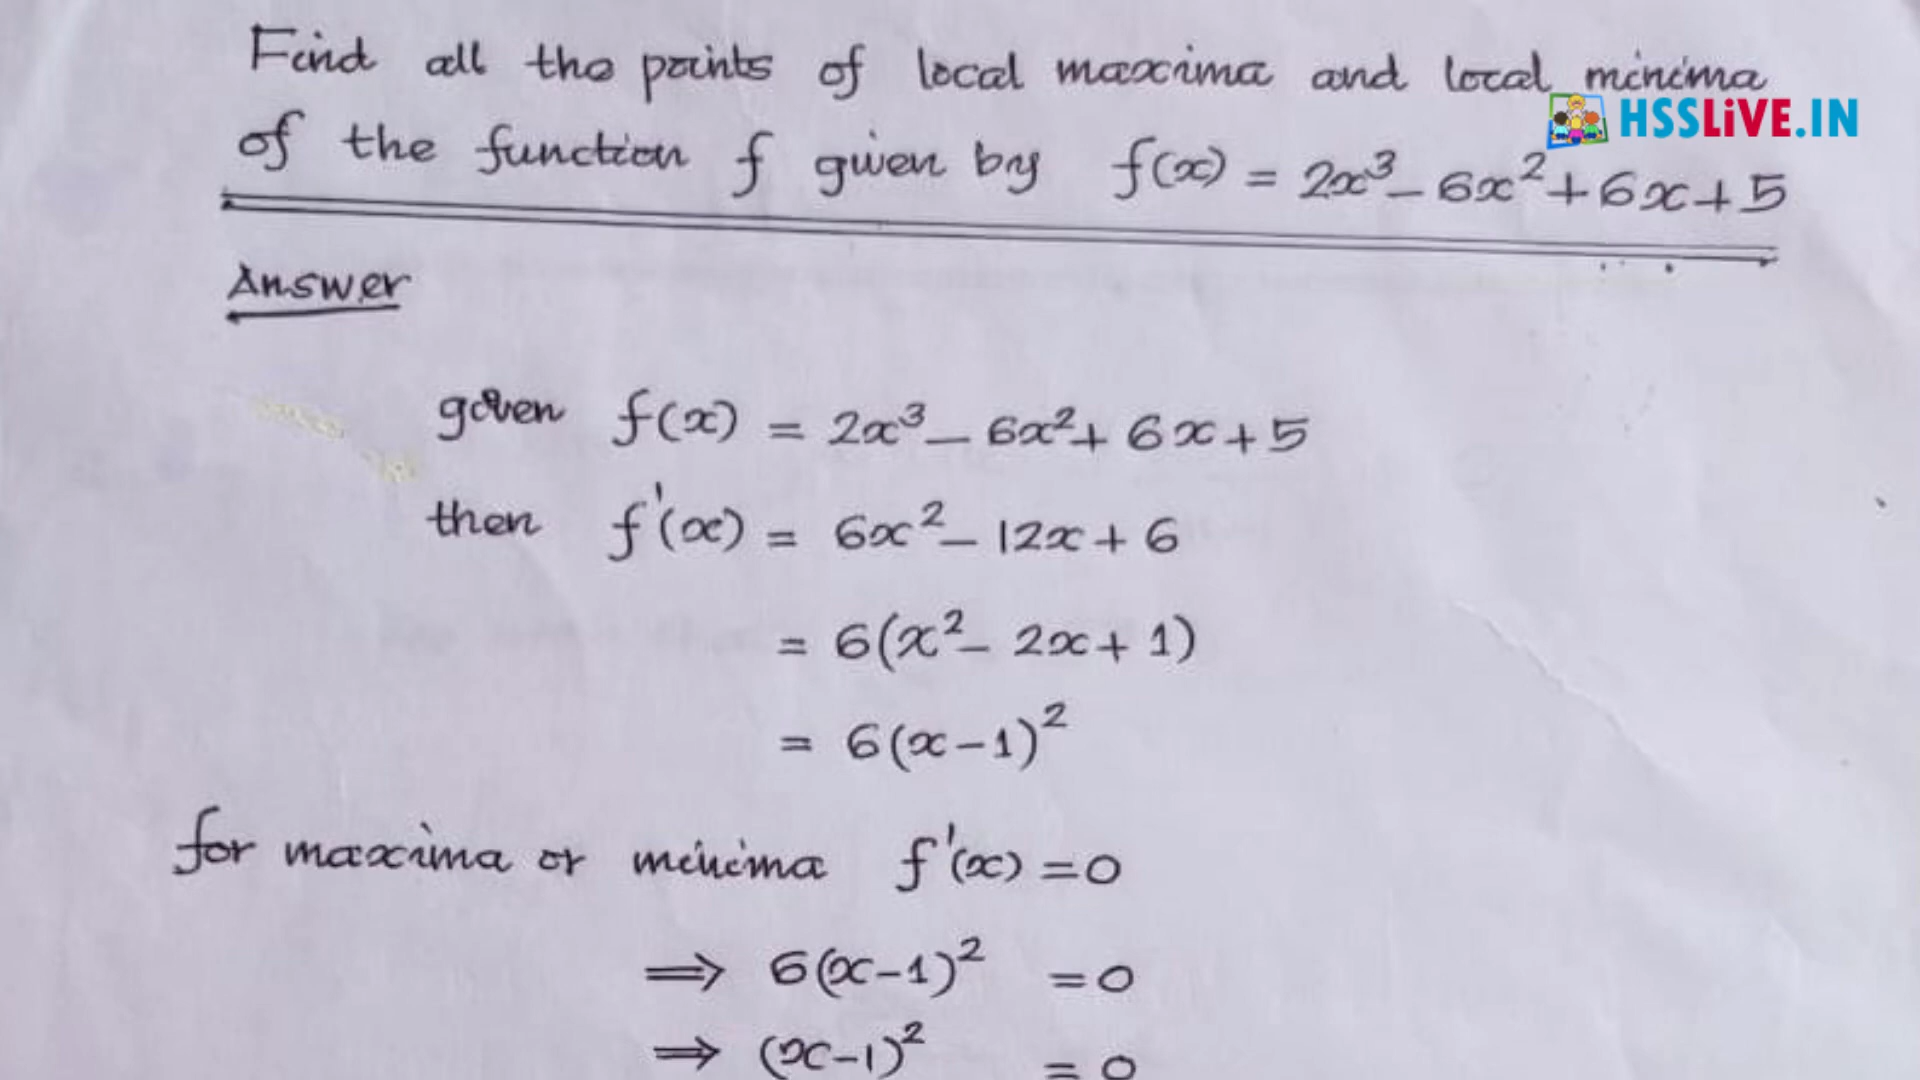 Find all the points of local maxima and local minima
HSSLiVE.IN
of the function f given by f(x) = 2x³ - 6x² + 6x + 5
Answer
given f(x) = 2x³ - 6x² + 6x + 5
then f'(x) = 6x² - 12x + 6
= 6(x² - 2x + 1)
= 6(x-1)²
for maxima or minima f'(x) = 0
⇒ 6(x-1)² = 0
⇒ (x-1)² = 0